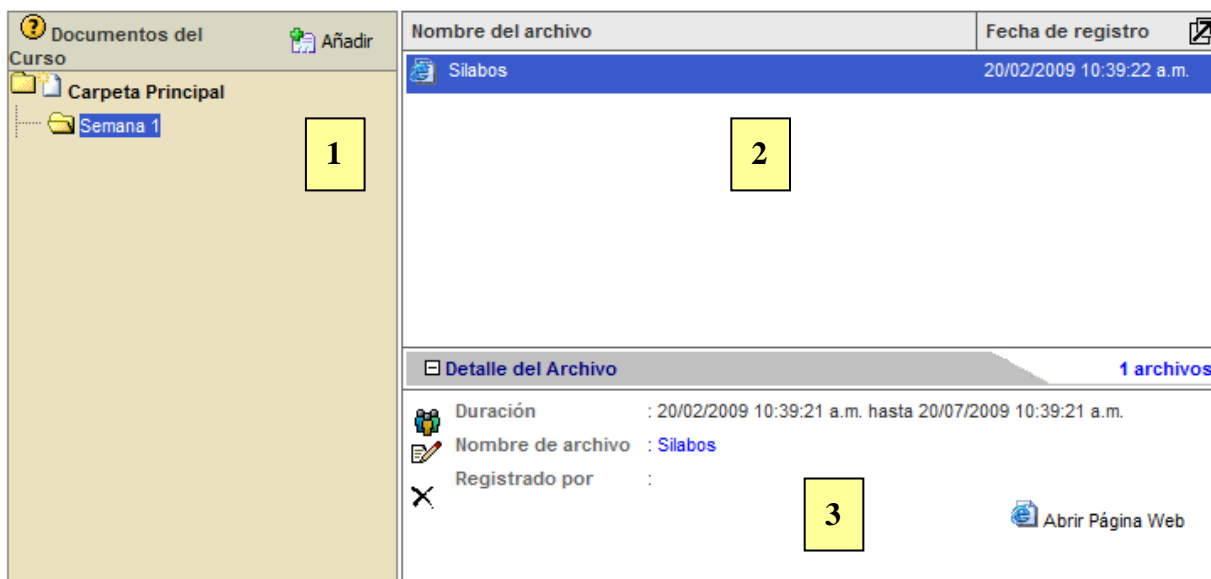 Documentos del
Curso
Añadir
Carpeta Principal
Semana 1
1
Nombre del archivo Fecha de registro
Silabos 20/02/2009 10:39:22 a.m.
2
Detalle del Archivo 1 archivos
Duración : 20/02/2009 10:39:21 a.m. hasta 20/07/2009 10:39:21 a.m.
Nombre de archivo : Silabos
Registrado por :
3
Abrir Página Web